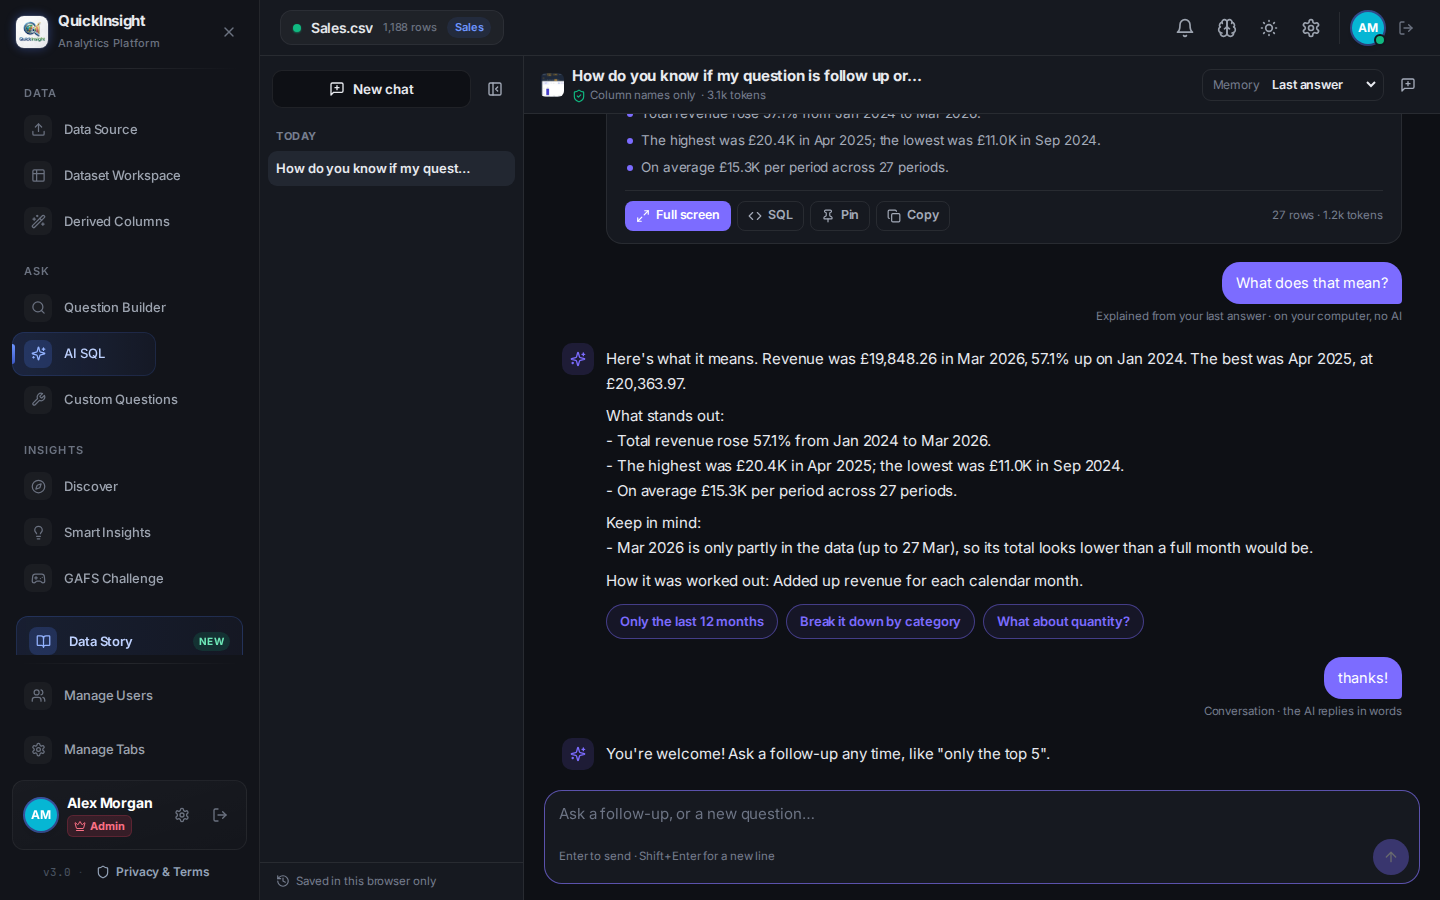 QuickInsight
Analytics Platform
DATA
Data Source
Dataset Workspace
Derived Columns
ASK
Question Builder
AI SQL
Custom Questions
INSIGHTS
Discover
Smart Insights
GAFS Challenge
Data Story NEW
Manage Users
Manage Tabs
AM Alex Morgan
Admin
v3.0 · Privacy & Terms
Sales.csv 1,188 rows Sales
AM
New chat
TODAY
How do you know if my quest...
Saved in this browser only
How do you know if my question is follow up or...
Column names only · 3.1k tokens
Memory Last answer
Total revenue rose 57.1% from Jan 2024 to Mar 2026.
The highest was £20.4K in Apr 2025; the lowest was £11.0K in Sep 2024.
On average £15.3K per period across 27 periods.
Full screen SQL Pin Copy 27 rows · 1.2k tokens
What does that mean?
Explained from your last answer · on your computer, no AI
Here's what it means. Revenue was £19,848.26 in Mar 2026, 57.1% up on Jan 2024. The best was Apr 2025, at
£20,363.97.
What stands out:
- Total revenue rose 57.1% from Jan 2024 to Mar 2026.
- The highest was £20.4K in Apr 2025; the lowest was £11.0K in Sep 2024.
- On average £15.3K per period across 27 periods.
Keep in mind:
- Mar 2026 is only partly in the data (up to 27 Mar), so its total looks lower than a full month would be.
How it was worked out: Added up revenue for each calendar month.
Only the last 12 months Break it down by category What about quantity?
thanks!
Conversation · the AI replies in words
You're welcome! Ask a follow-up any time, like "only the top 5".
Ask a follow-up, or a new question...
Enter to send · Shift+Enter for a new line